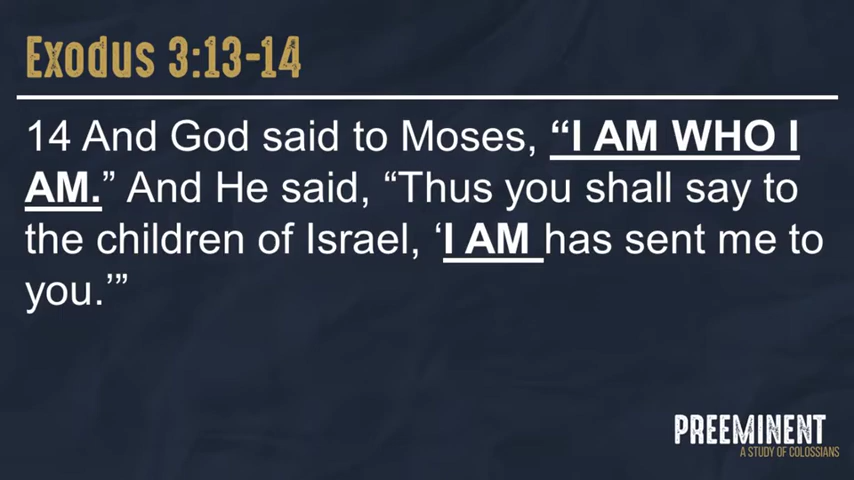 Exodus 3:13-14
14 And God said to Moses, “I AM WHO I
AM.” And He said, “Thus you shall say to
the children of Israel, ‘I AM has sent me to
you.’”
PREEMINENT
A STUDY OF COLOSSIANS